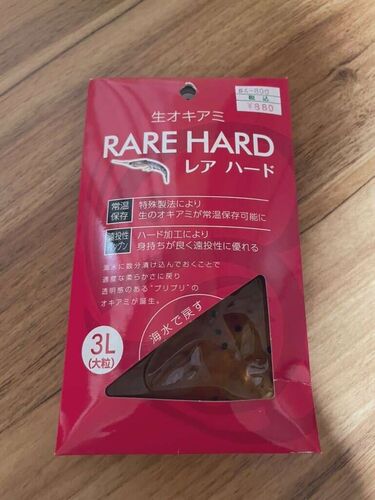 税込
¥880
生オキアミ
RARE HARD
レア ハード
常温
保存
特殊製法により
生のオキアミが常温保存可能に
遠投性
ハード加工により
身持ちが良く遠投性に優れる
海水に数分漬け込んでおくことで
適度な柔らかさに戻り
透明感のある"プリプリ"の
オキアミが誕生。
海水で戻す
3L
(大粒)